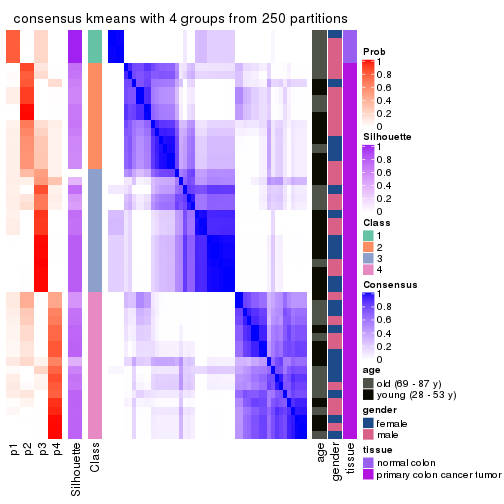 consensus kmeans with 4 groups from 250 partitions
Prob
1
0.8
0.6
0.4
0.2
0
Silhouette
1
0.8
0.6
0.4
0.2
0
Class
1
2
3
4
Consensus
1
0.8
0.6
0.4
0.2
0
age
old (69 - 87 y)
young (28 - 53 y)
gender
female
male
tissue
normal colon
primary colon cancer tumor
p1
p2
p3
p4
Silhouette
Class
age
gender
tissue